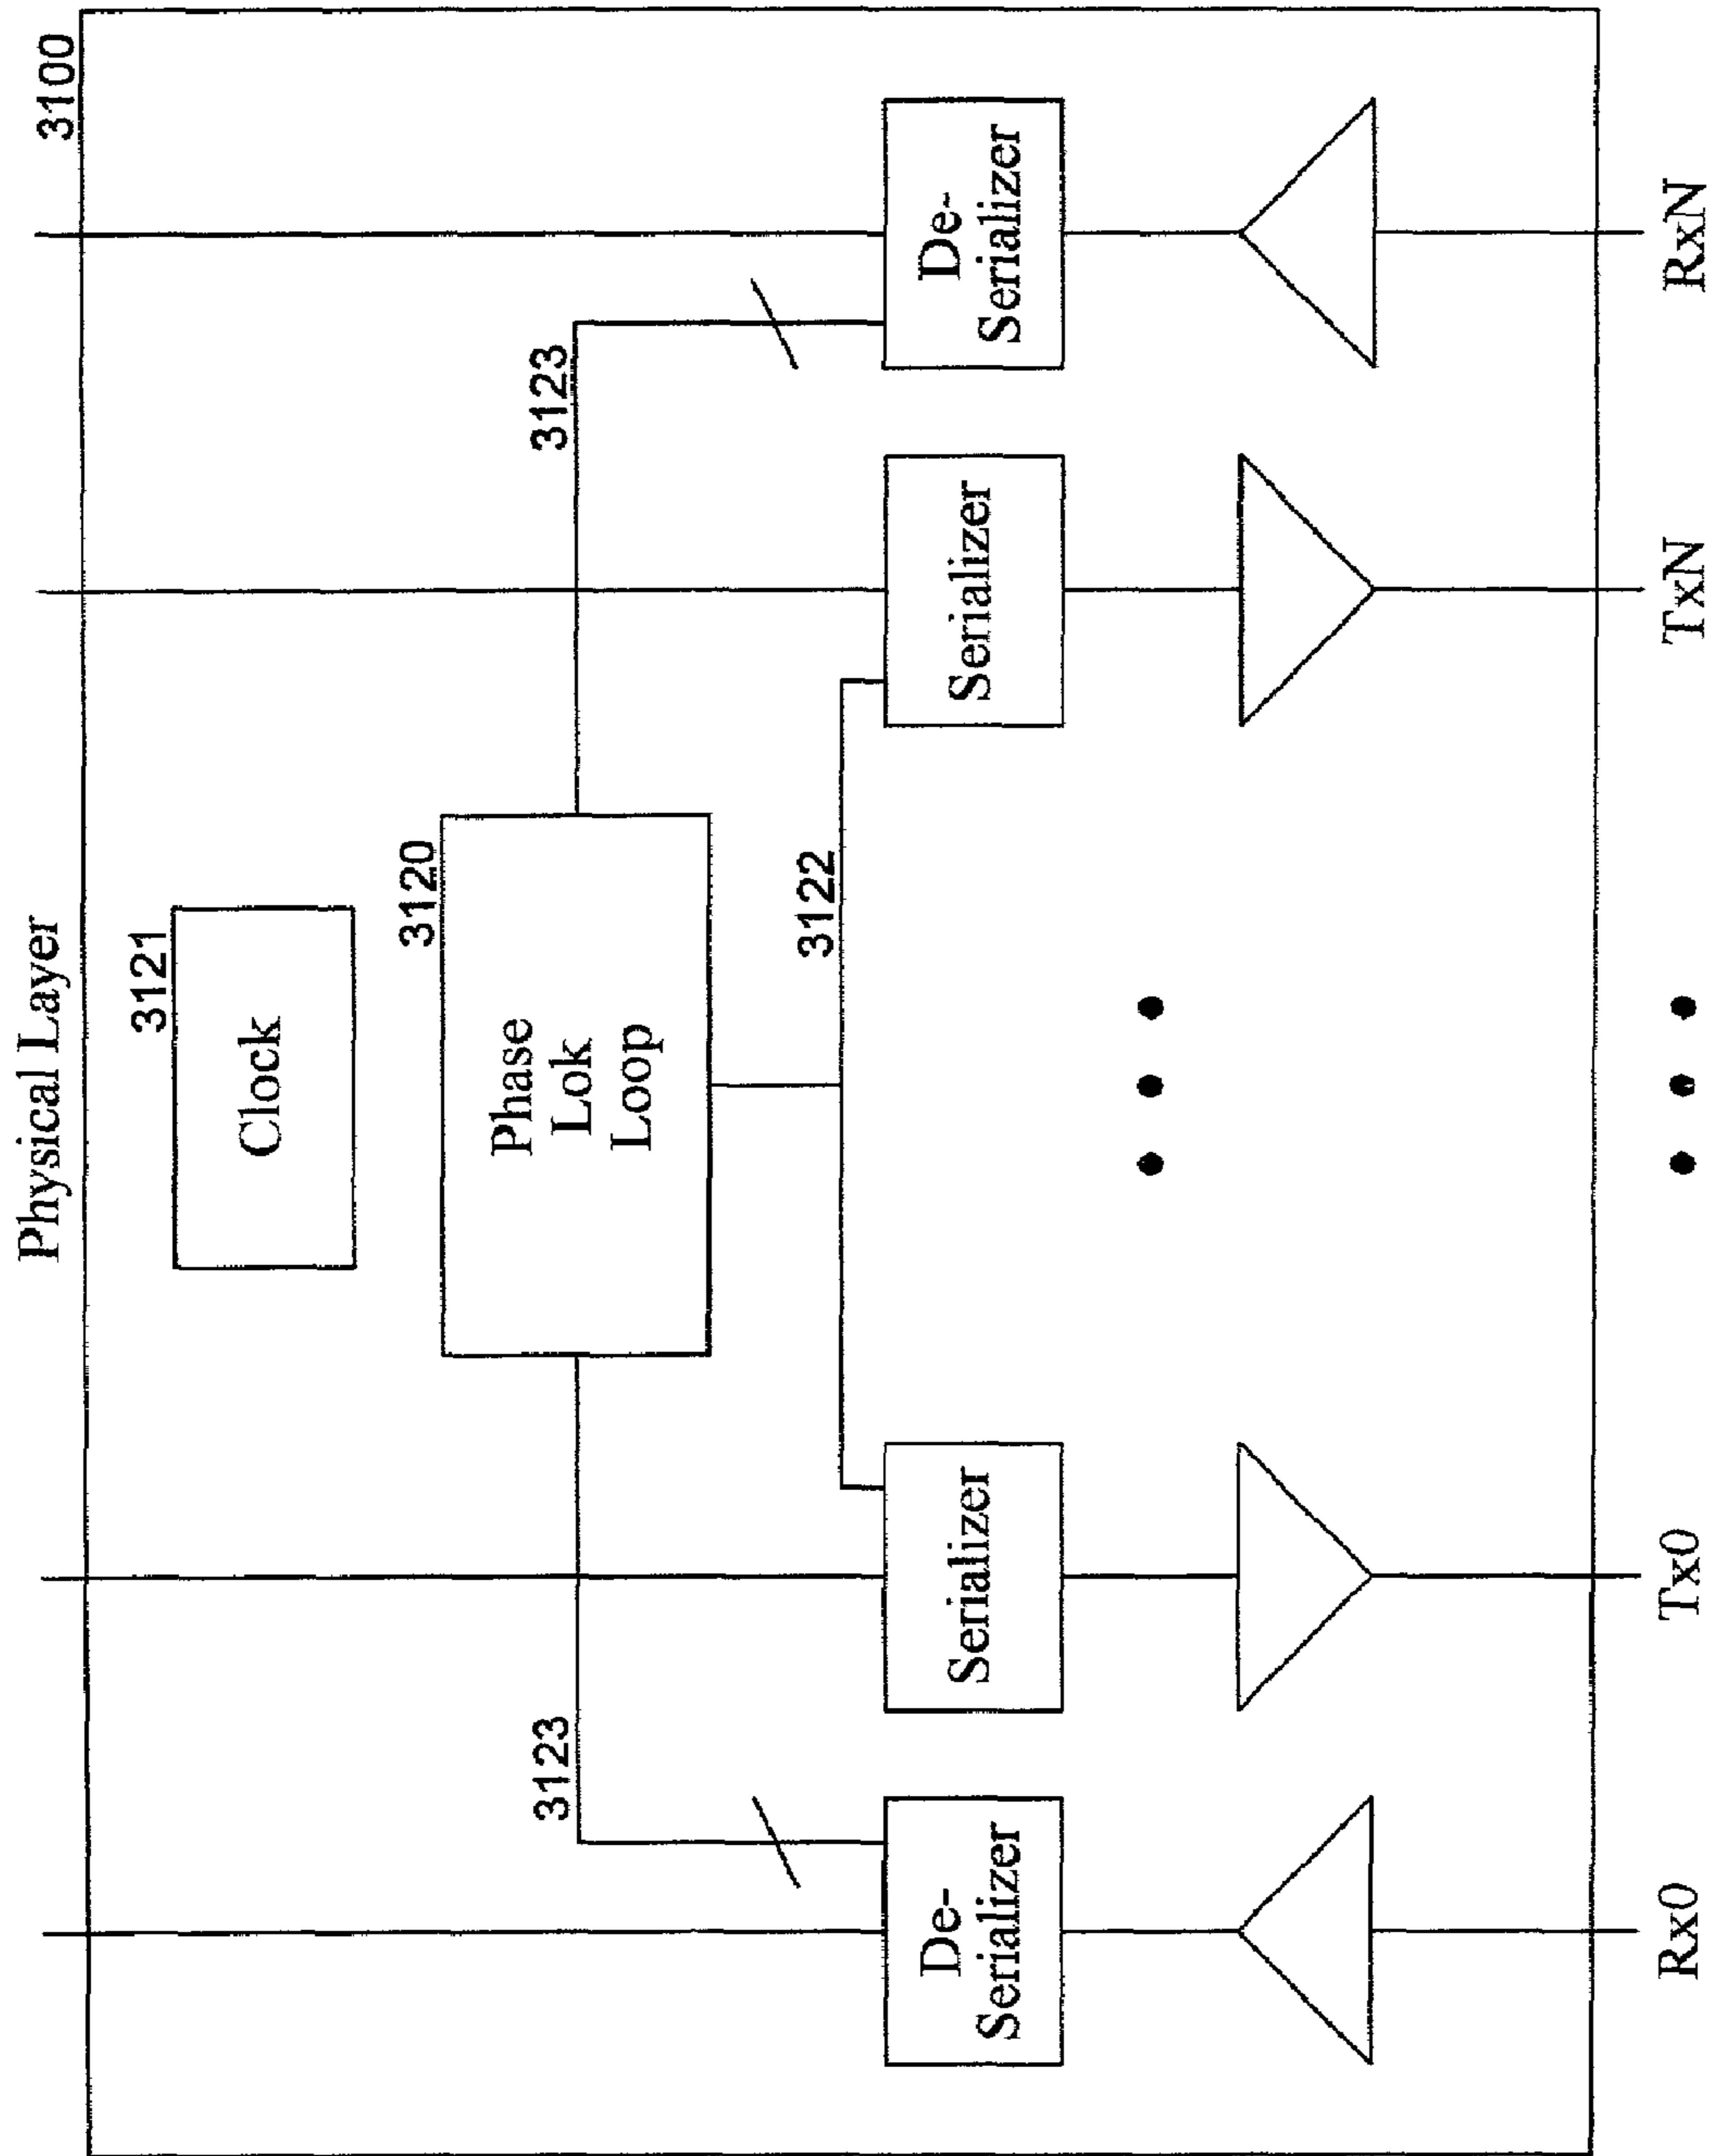 Physical Layer
3100
3121
Clock
3120
Phase
Lok
Loop
3123
3123
3122
De-
Serializer
Serializer
Serializer
De-
Serializer
Rx0
Tx0
TxN
RxN